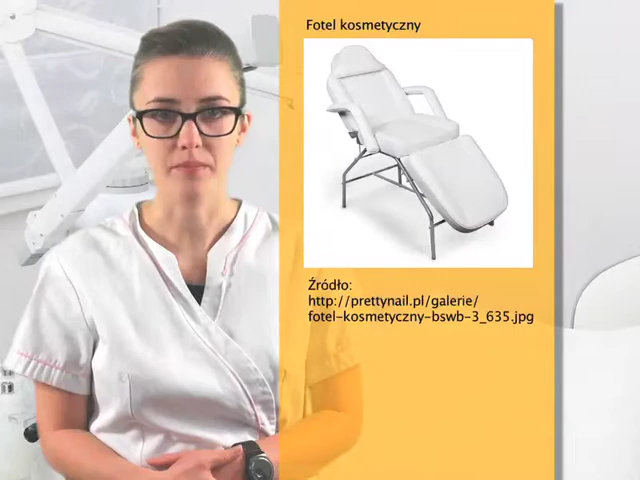 Fotel kosmetyczny
Źródło:
http://prettynail.pl/galerie/
fotel-kosmetyczny-bswb-3_635.jpg